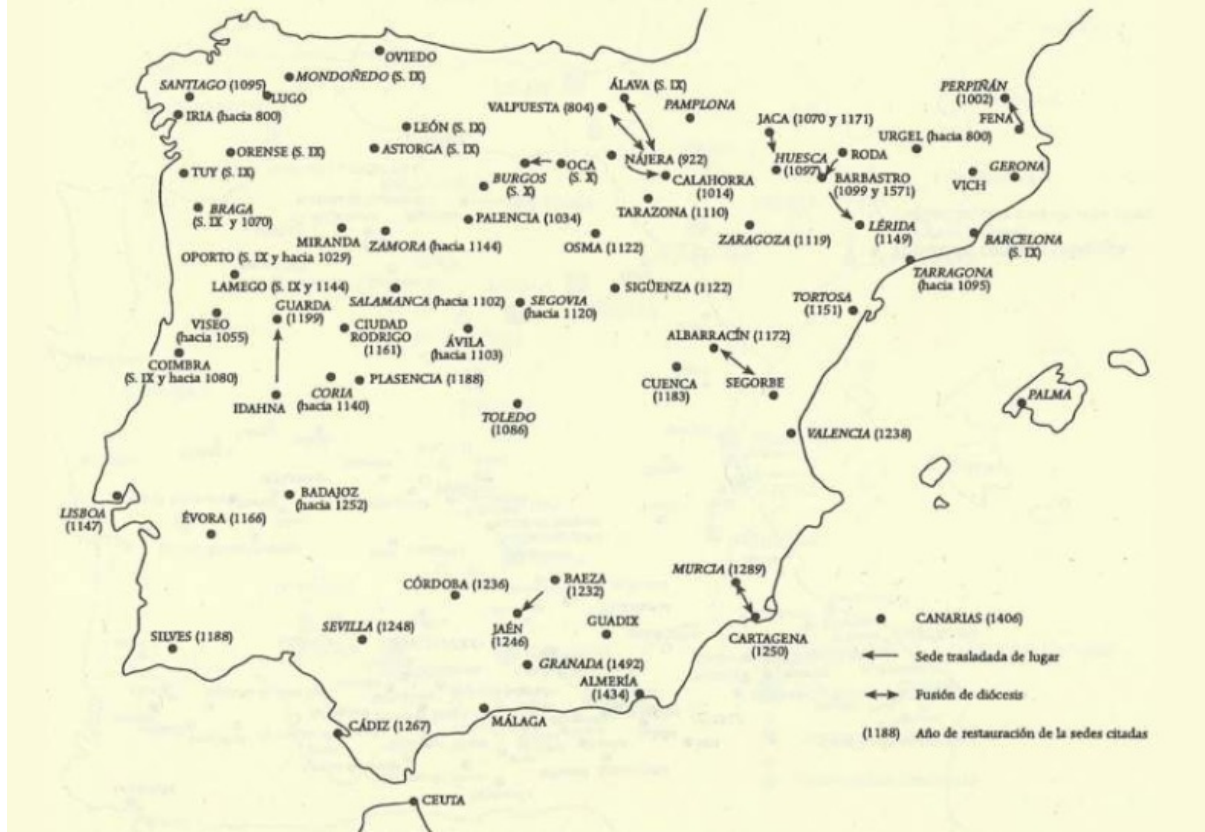 OVIEDO
MONDOÑEDO (S. IX)
SANTIAGO (1095)
LUGO
IRIA (hacia 800)
LEÓN (S. IX)
ORENSE (S. IX)
ASTORGA (S. IX)
TUY (S. IX)
BRAGA
(S. IX y 1070)
BURGOS
(S. X)
OCA
(S. X)
ÁLAVA (S. IX)
VALPUESTA (804)
PAMPLONA
NÁJERA (922)
CALAHORRA
(1014)
TARAZONA (1110)
JACA (1070 y 1171)
HUESCA
(1097)
RODA
BARBASTRO
(1099 y 1571)
LÉRIDA
(1149)
URGEL (hacia 800)
PERPIÑÁN
(1002)
FENÁ
GERONA
VICH
BARCELONA
(S. IX)
TARRAGONA
(hacia 1095)
TORTOSA
(1151)
ZARAGOZA (1119)
PALENCIA (1034)
MIRANDA
ZAMORA (hacia 1144)
OSMA (1122)
OPORTO (S. IX y hacia 1029)
LAMEGO (S. IX y 1144)
SALAMANCA (hacia 1102)
SEGOVIA
(hacia 1120)
SIGÜENZA (1122)
GUARDA
(1199)
VISEO
(hacia 1055)
CIUDAD
RODRIGO
(1161)
ÁVILA
(hacia 1103)
ALBARRACÍN (1172)
COIMBRA
(S. IX y hacia 1080)
IDAHNA
CORIA
(hacia 1140)
PLASENCIA (1188)
TOLEDO
(1086)
CUENCA
(1183)
SEGORBE
PALMA
VALENCIA (1238)
LISBOA
(1147)
BADAJOZ
(hacia 1252)
ÉVORA (1166)
CÓRDOBA (1236)
BAEZA
(1232)
MURCIA (1289)
JAÉN
(1246)
GUADIX
CARTAGENA
(1250)
SILVES (1188)
SEVILLA (1248)
GRANADA (1492)
ALMERÍA
(1434)
CÁDIZ (1267)
MÁLAGA
CEUTA
CANARIAS (1406)
Sede trasladada de lugar
Fusión de diócesis
(1188) Año de restauración de la sedes citadas